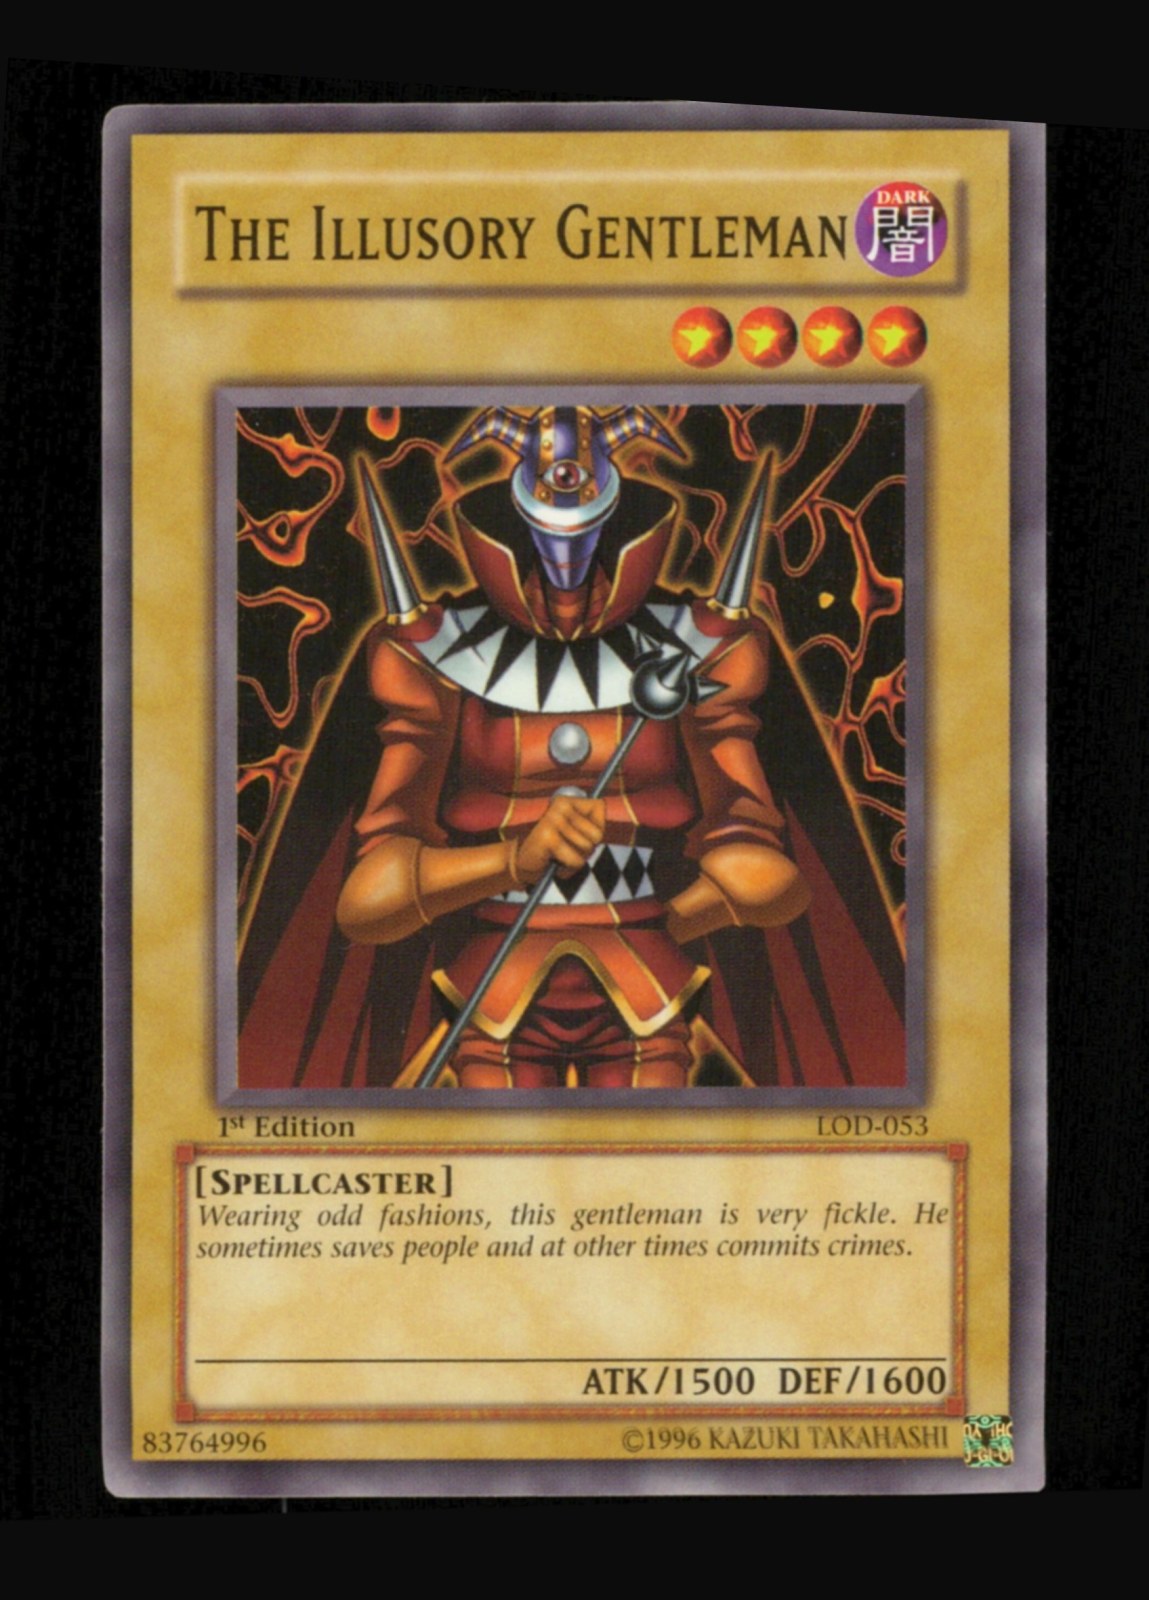 The Illusory Gentleman
DARK
闇
1st Edition
LOD-053
[Spellcaster]
Wearing odd fashions, this gentleman is very fickle. He
sometimes saves people and at other times commits crimes.
ATK/1500 DEF/1600
83764996
©1996 KAZUKI TAKAHASHI